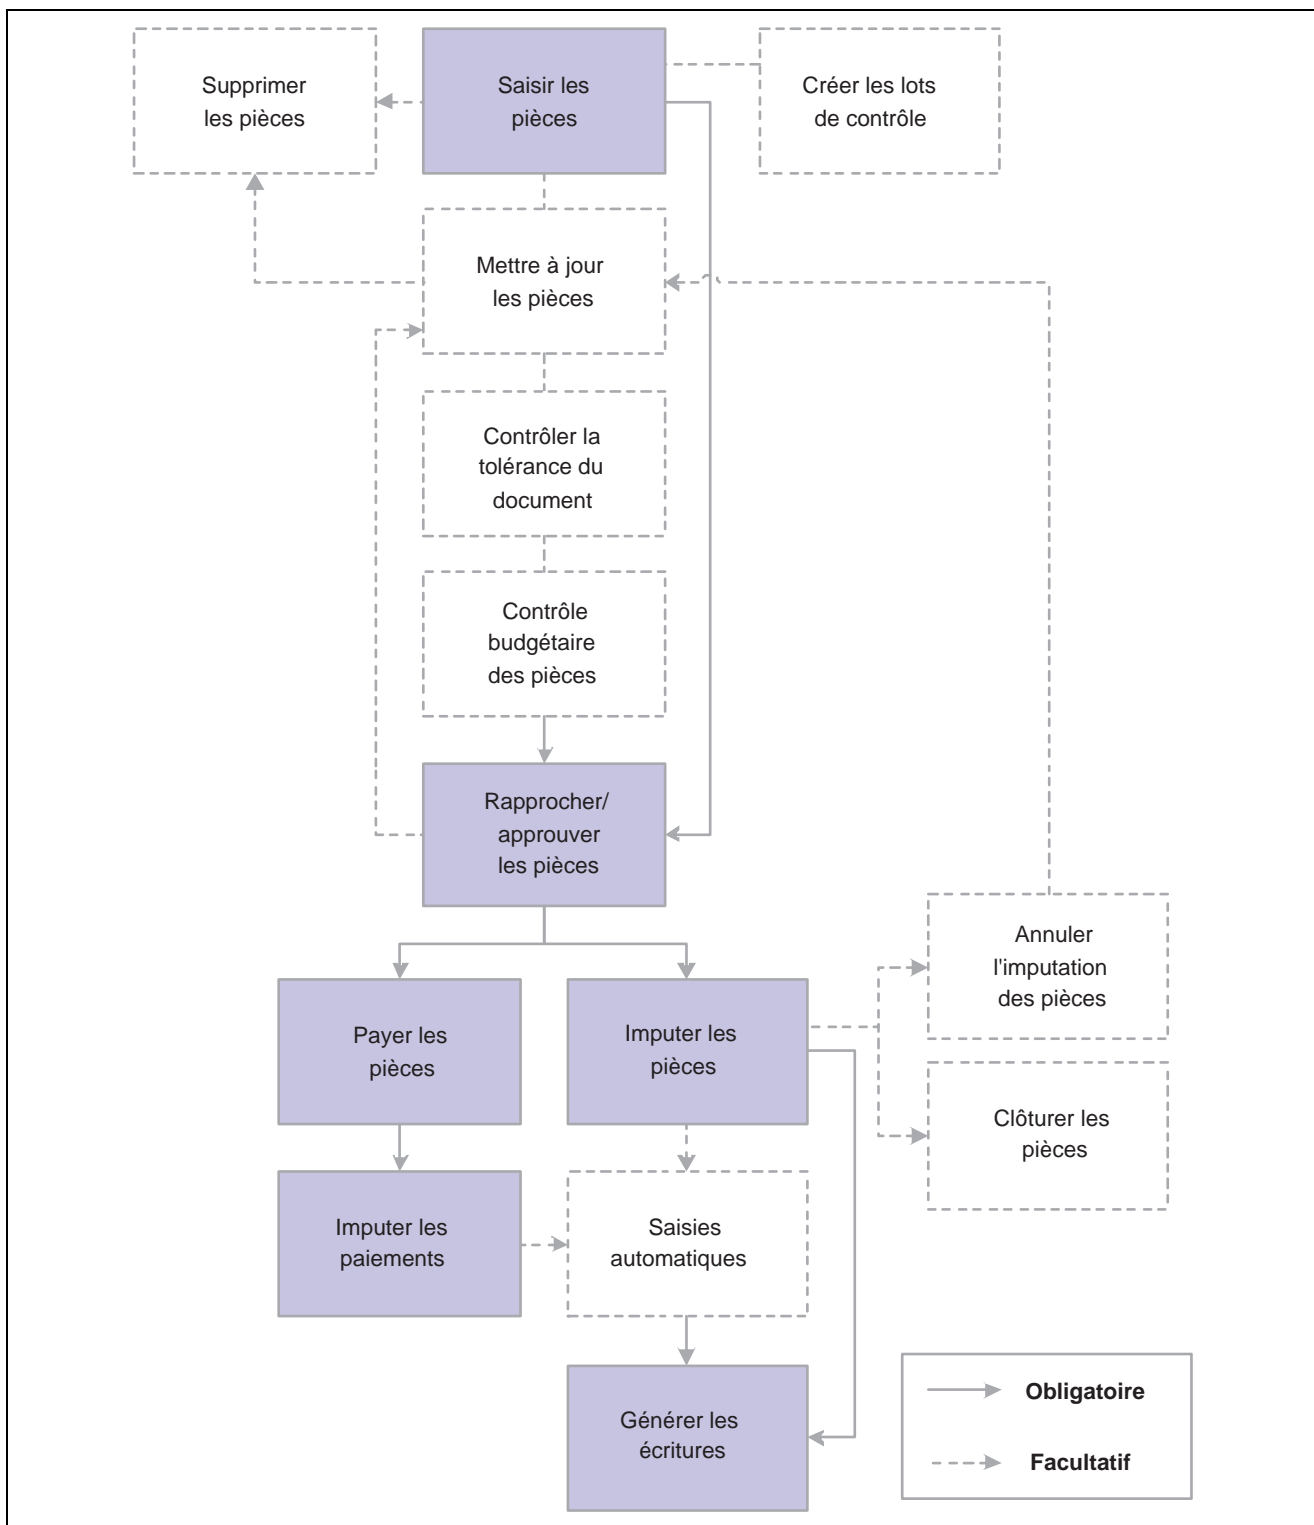 Supprimer
les pièces
Saisir les
pièces
Créer les lots
de contrôle
Mettre à jour
les pièces
Contrôler la
tolérance du
document
Contrôle
budgétaire
des pièces
Rapprocher/
approuver
les pièces
Annuler
l'imputation
des pièces
Payer les
pièces
Imputer les
pièces
Clôturer les
pièces
Imputer les
paiements
Saisies
automatiques
Générer les
écritures
Obligatoire
Facultatif